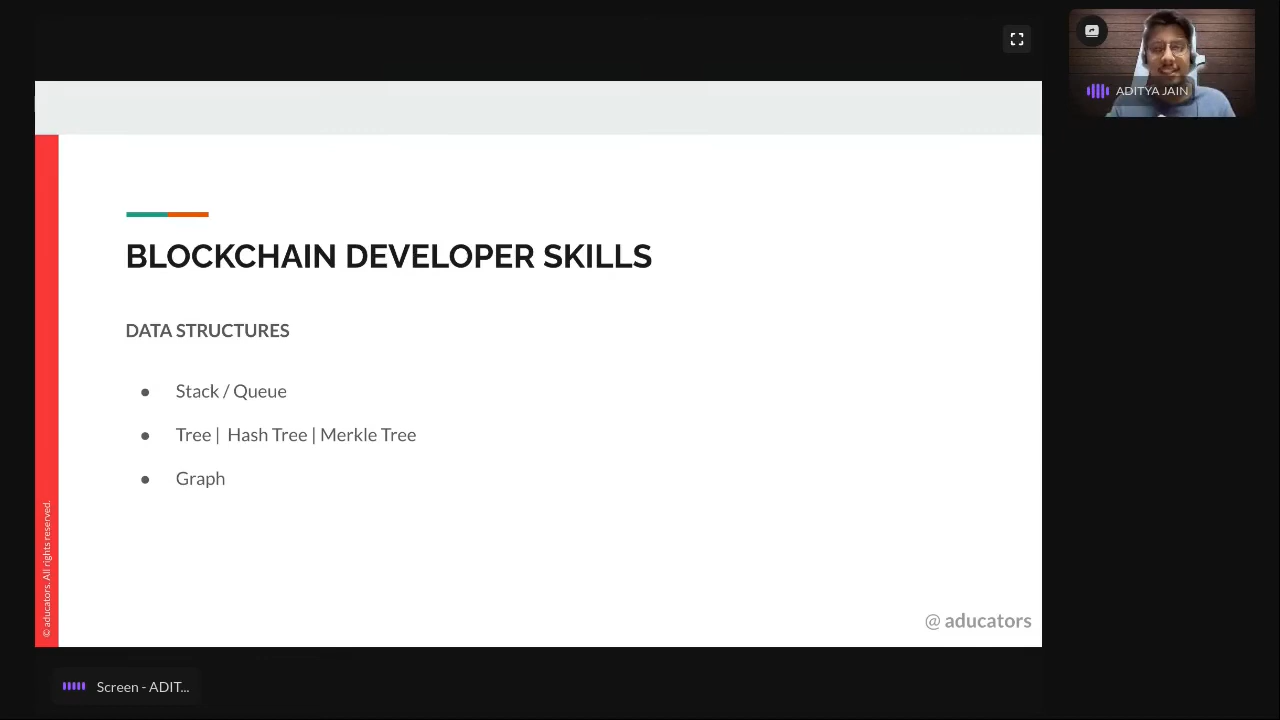 ADITYA JAIN
BLOCKCHAIN DEVELOPER SKILLS
DATA STRUCTURES
● Stack / Queue
● Tree | Hash Tree | Merkle Tree
● Graph
© aducators. All rights reserved.
@ aducators
Screen - ADIT...